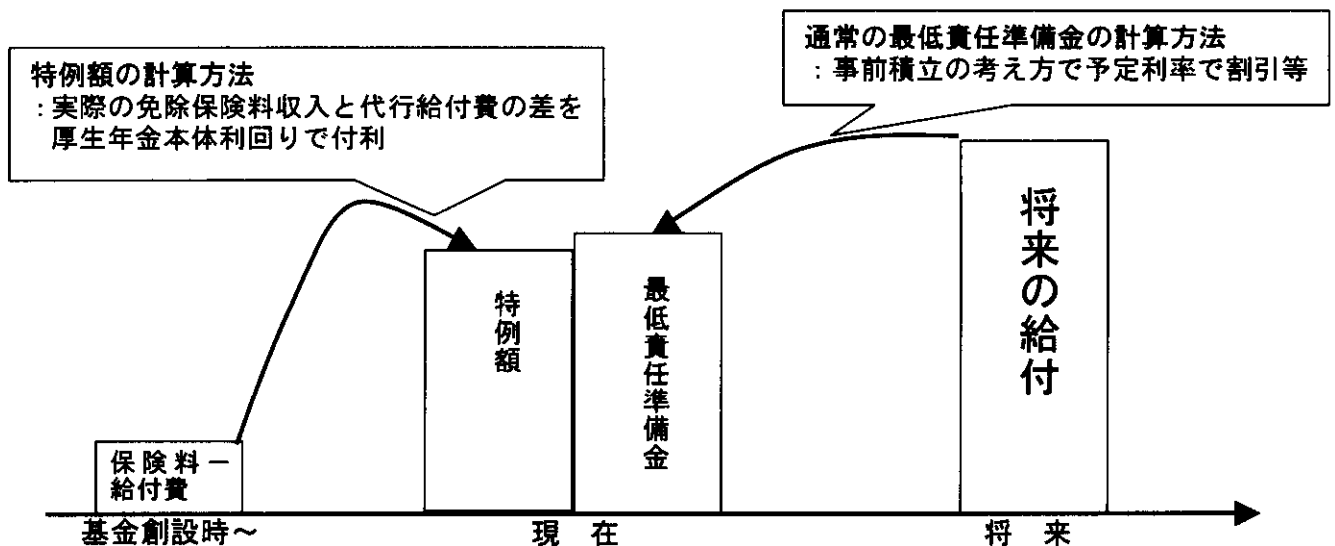 特例額の計算方法
：実際の免除保険料収入と代行給付費の差を
厚生年金本体利回りで付利
通常の最低責任準備金の計算方法
：事前積立の考え方で予定利率で割引等
特例額
最低責任準備金
将来の給付
保険料－
給付費
基金創設時～
現在
将来